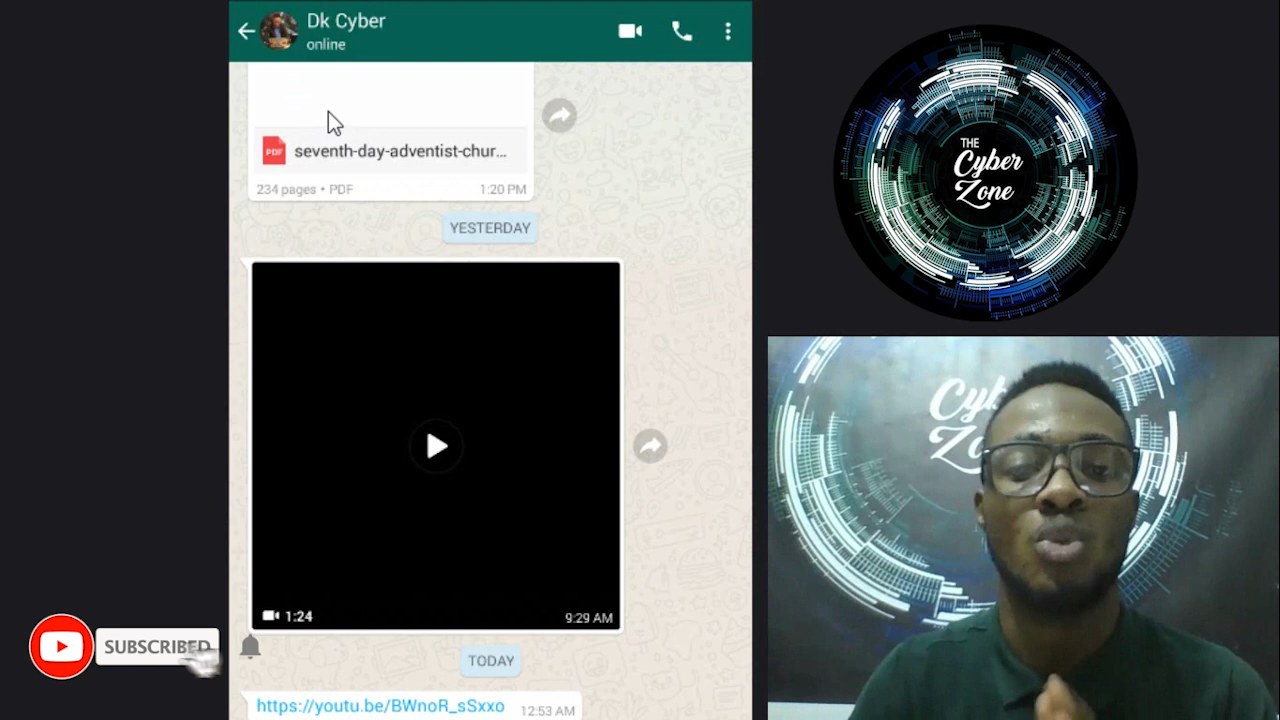 Dk Cyber
online
PDF
seventh-day-adventist-chur...
234 pages • PDF
1:20 PM
YESTERDAY
1:24
9:29 AM
TODAY
https://youtu.be/BWnoR_sSxxo
12:53 AM
SUBSCRIBED
THE
Cyber
Zone